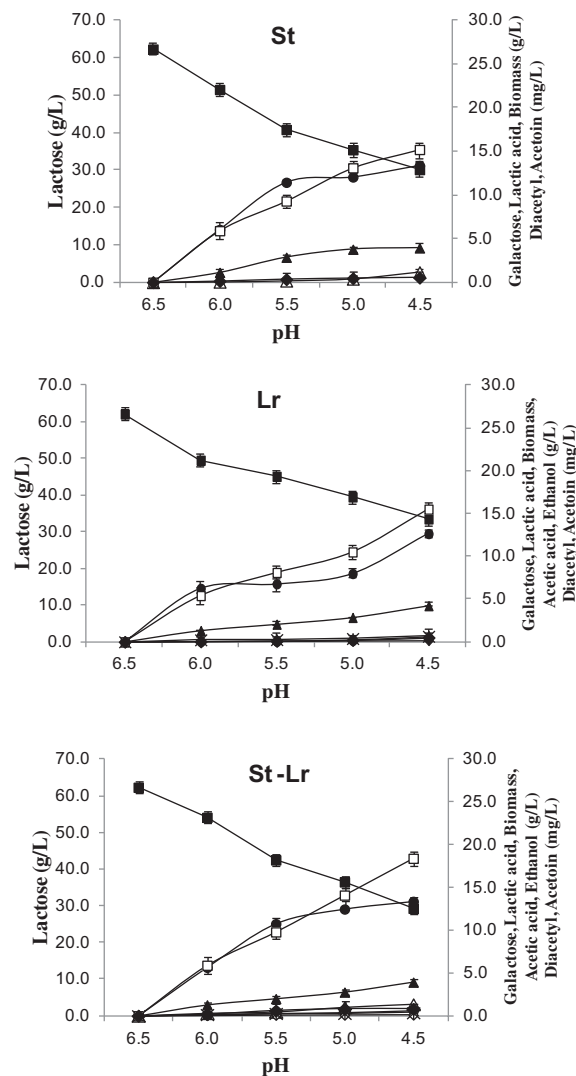 St
70.0
60.0
50.0
40.0
30.0
20.0
10.0
0.0
Lactose (g/L)
30.0
25.0
20.0
15.0
10.0
5.0
0.0
Galactose, Lactic acid, Biomass (g/L)
Diacetyl, Acetoin (mg/L)
6.5 6.0 5.5 5.0 4.5
pH
Lr
70.0
60.0
50.0
40.0
30.0
20.0
10.0
0.0
Lactose (g/L)
30.0
25.0
20.0
15.0
10.0
5.0
0.0
Galactose, Lactic acid, Biomass,
Acetic acid, Ethanol (g/L)
Diacetyl, Acetoin (mg/L)
6.5 6.0 5.5 5.0 4.5
pH
St-Lr
70.0
60.0
50.0
40.0
30.0
20.0
10.0
0.0
Lactose (g/L)
30.0
25.0
20.0
15.0
10.0
5.0
0.0
Galactose, Lactic acid, Biomass,
Acetic acid, Ethanol (g/L)
Diacetyl, Acetoin (mg/L)
6.5 6.0 5.5 5.0 4.5
pH